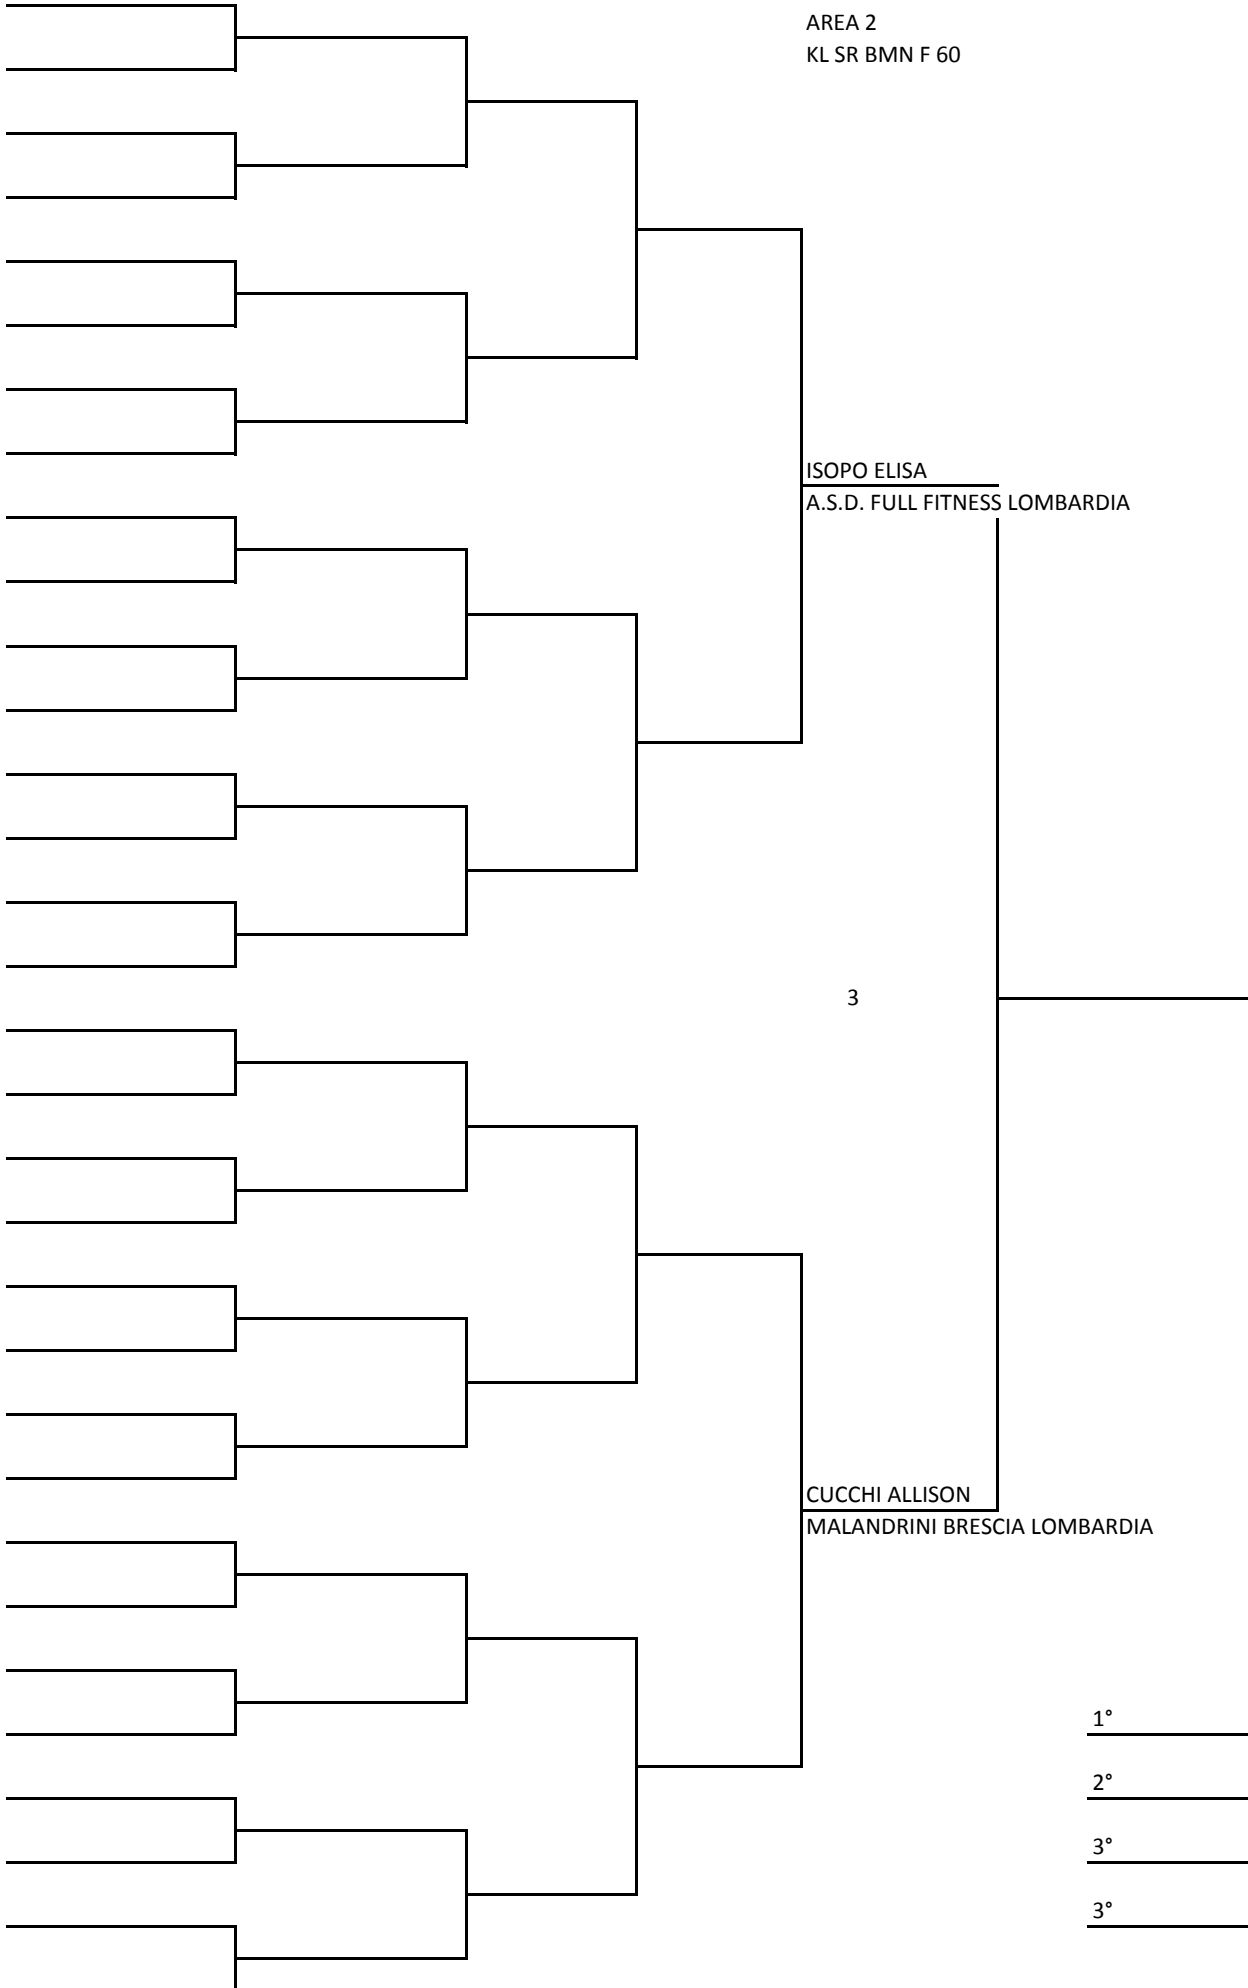 AREA 2
KL SR BMN F 60
ISOPO ELISA
A.S.D. FULL FITNESS LOMBARDIA
3
CUCCHI ALLISON
MALANDRINI BRESCIA LOMBARDIA
1°
2°
3°
3°